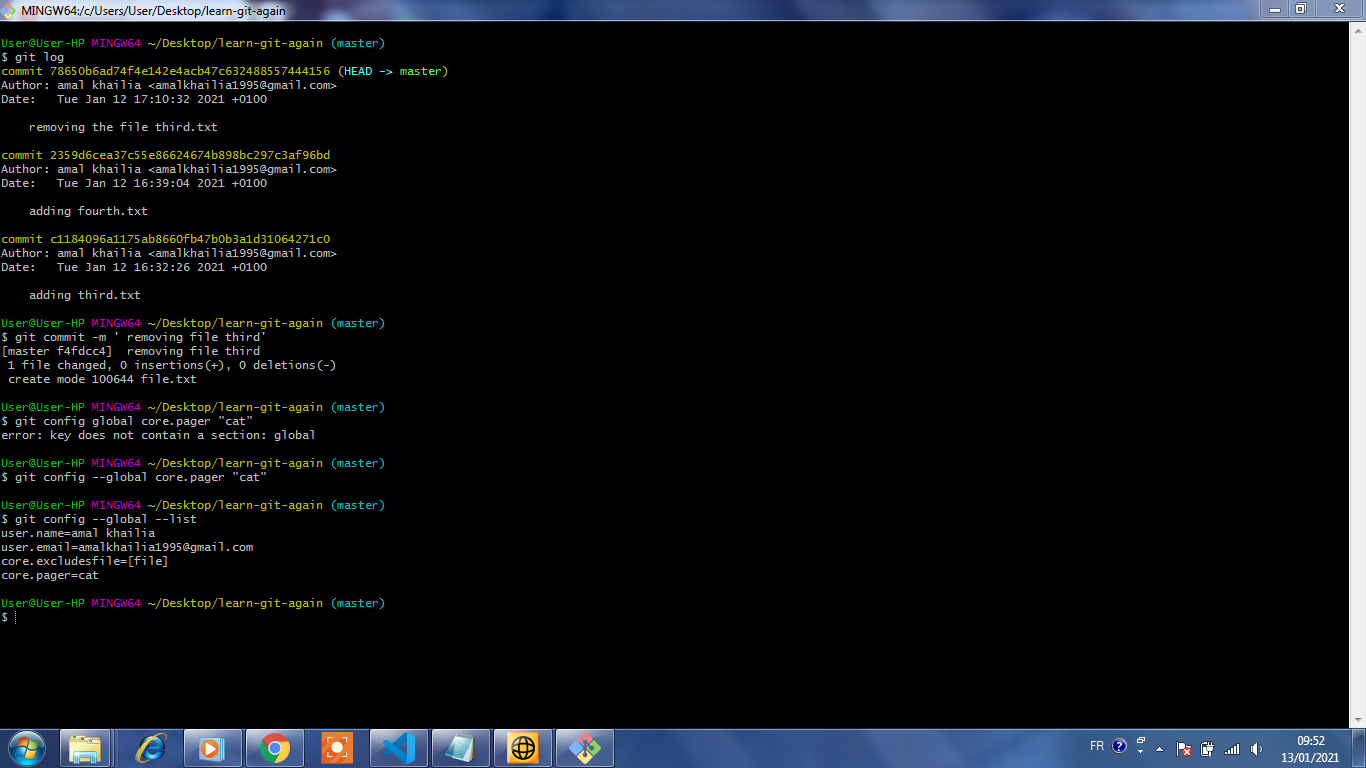 MINGW64:/c/Users/User/Desktop/learn-git-again
User@User-HP MINGW64 ~/Desktop/learn-git-again (master)
$ git log
commit 78650b6ad74f4e142e4acb47c632488557444156 (HEAD -> master)
Author: amal khailia <amalkhailia1995@gmail.com>
Date:   Tue Jan 12 17:10:32 2021 +0100
    removing the file third.txt
commit 2359d6cea37c55e86624674b898bc297c3af96bd
Author: amal khailia <amalkhailia1995@gmail.com>
Date:   Tue Jan 12 16:39:04 2021 +0100
    adding fourth.txt
commit c1184096a1175ab8660fb47b0b3a1d31064271c0
Author: amal khailia <amalkhailia1995@gmail.com>
Date:   Tue Jan 12 16:32:26 2021 +0100
    adding third.txt
User@User-HP MINGW64 ~/Desktop/learn-git-again (master)
$ git commit -m ' removing file third'
[master f4fdcc4]  removing file third
 1 file changed, 0 insertions(+), 0 deletions(-)
 create mode 100644 file.txt
User@User-HP MINGW64 ~/Desktop/learn-git-again (master)
$ git config global core.pager "cat"
error: key does not contain a section: global
User@User-HP MINGW64 ~/Desktop/learn-git-again (master)
$ git config --global core.pager "cat"
User@User-HP MINGW64 ~/Desktop/learn-git-again (master)
$ git config --global --list
user.name=amal khailia
user.email=amalkhailia1995@gmail.com
core.excludesfile=[file]
core.pager=cat
User@User-HP MINGW64 ~/Desktop/learn-git-again (master)
$
FR
09:52
13/01/2021